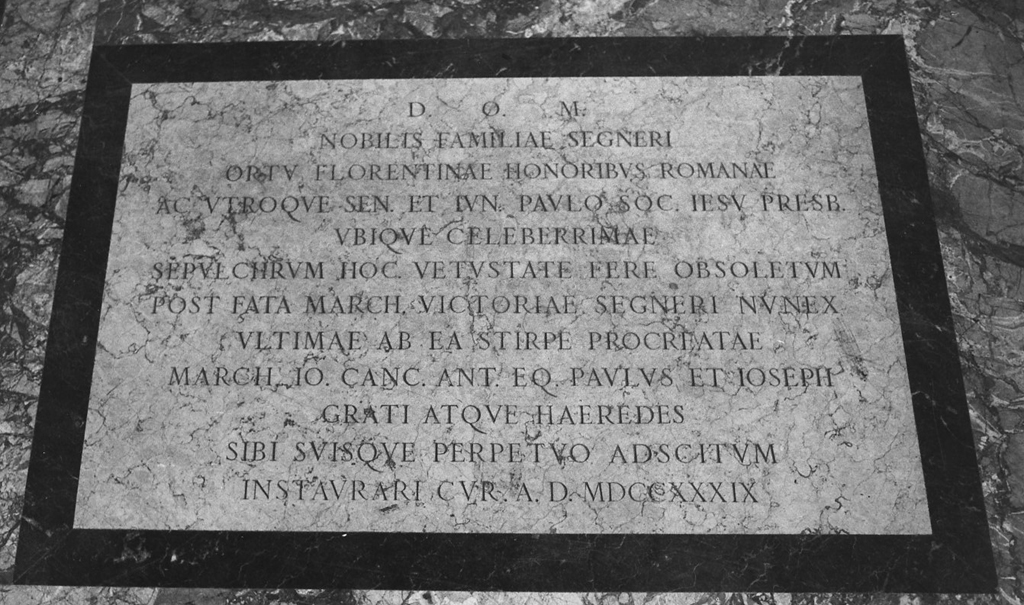 D. O. M.
NOBILIS FAMILIAE SEGNERI
ORTV FLORENTINAE HONORIBVS ROMANAE
AC VTROQVE SEN. ET IVN. PAVLO SOC. IESV PRESB.
VBIQVE CELEBERRIMAE
SEPVLCHRVM HOC VETVSTATE FERE OBSOLETVM
POST FATA MARCH. VICTORIAE SEGNERI NVNEX
VLTIMAE AB EA STIRPE PROCREATAE
MARCH. IO. CANC. ANT. EQ. PAVLVS ET IOSEPH
GRATI ATQVE HAEREDES
SIBI SVISQVE PERPETVO ADSCITVM
INSTAVRARI CVR. A. D. MDCCXXXIX